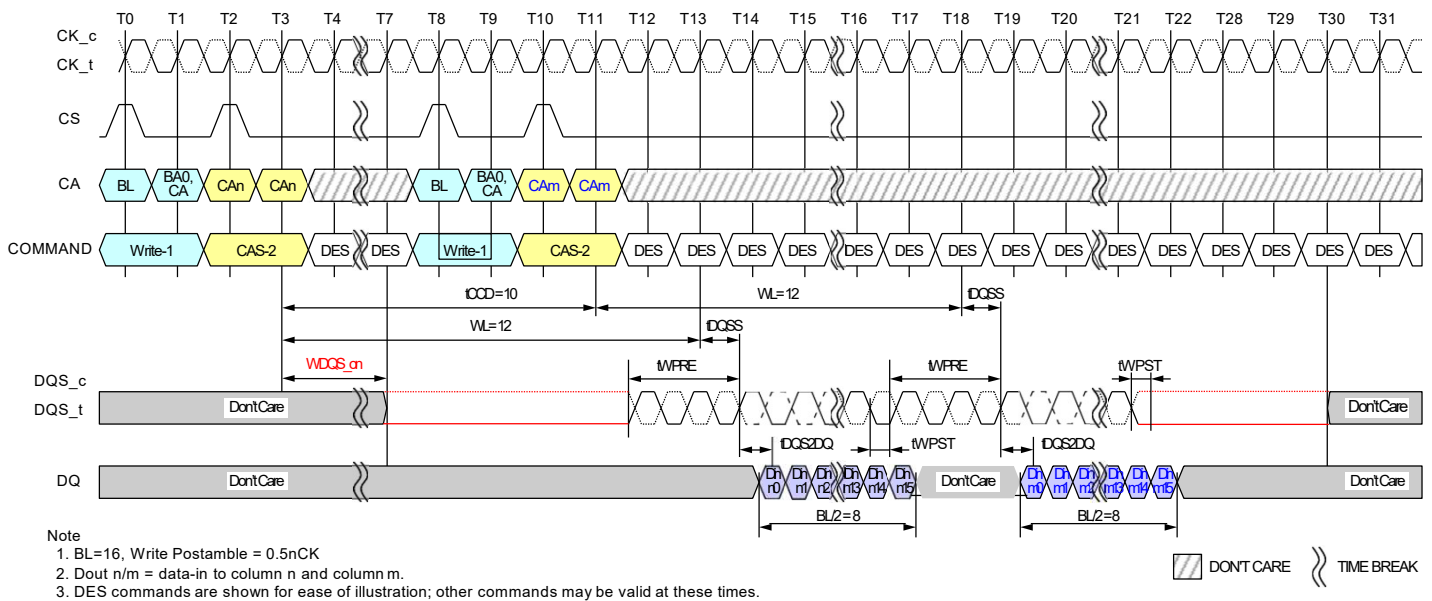 T0 T1 T2 T3 T4 T7 T8 T9 T10 T11 T12 T13 T14 T15 T16 T17 T18 T19 T20 T21 T22 T28 T29 T30 T31
CK_c
CK_t
CS
CA BL BA0, CA CAn CAn BL BA0, CA CAm CAm
COMMAND Write-1 CAS-2 DES DES Write-1 CAS-2 DES DES DES DES DES DES DES DES DES DES DES DES DES DES DES
tCCD=10 WL=12 tDQSS
WL=12 tDQSS
WDQS_on tWPRE tWPRE tWPST
DQS_c
DQS_t Don't Care Don't Care
tDQS2DQ tWPST tDQS2DQ
DQ Don't Care Din n0 Din n1 Din n2 Din n13 Din n14 Din n15 Don't Care Din m0 Din m1 Din m2 Din m13 Din m14 Din m15 Don't Care
BL/2=8 BL/2=8
Note
1. BL=16, Write Postamble = 0.5nCK
2. Dout n/m = data-in to column n and column m.
3. DES commands are shown for ease of illustration; other commands may be valid at these times.
DON'T CARE TIME BREAK